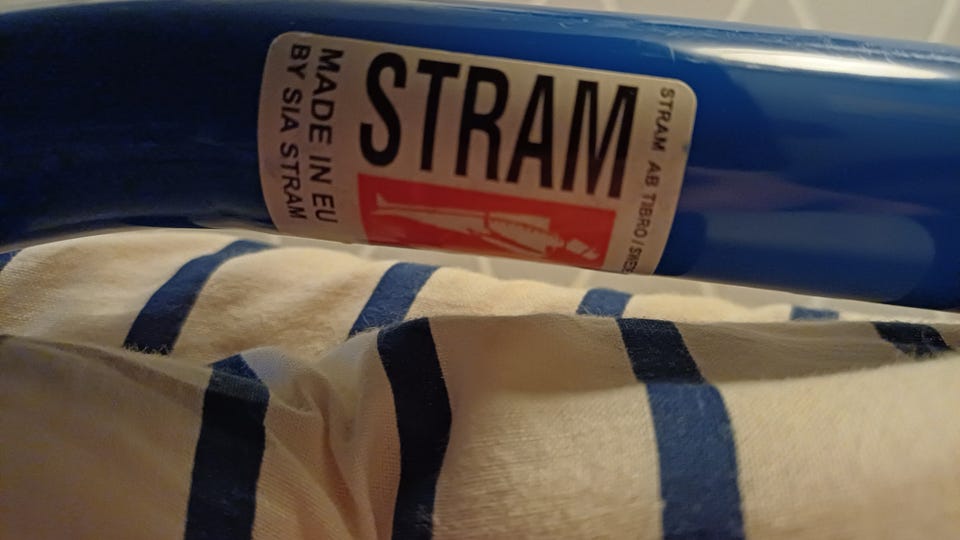 MADE IN EU
BY SIA STRAM
STRAM
STRAM AB TIBRO /